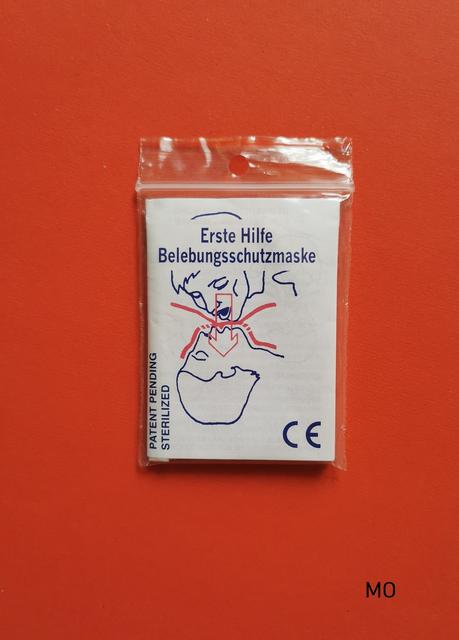 Erste Hilfe
Belebungsschutzmaske
PATENT PENDING
STERILIZED
CE
MO